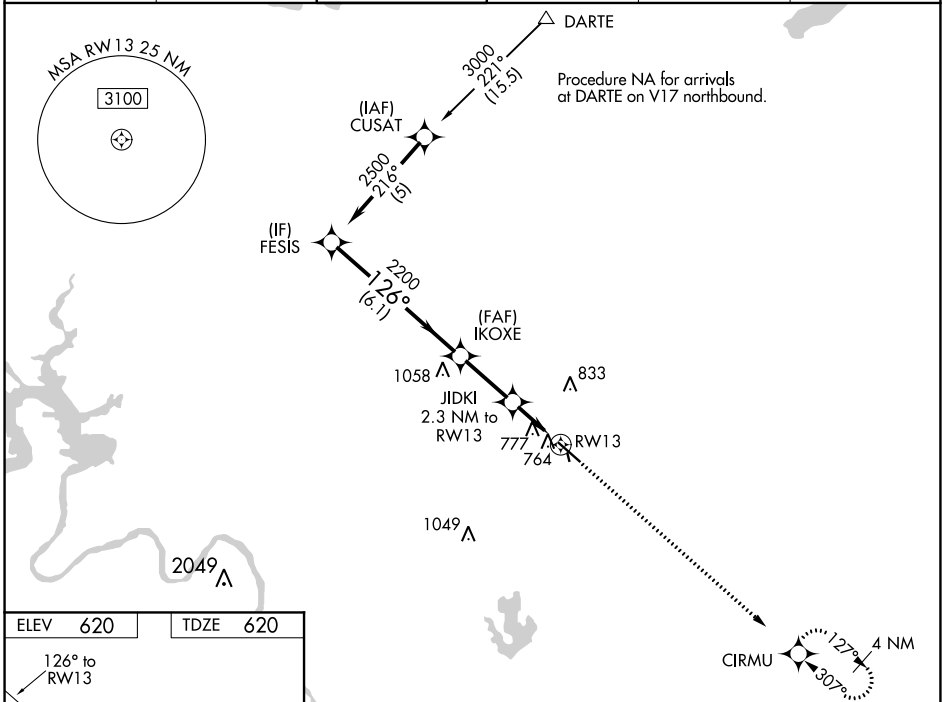 DARTE
MSA RW13 25 NM
3100
3000
221°
(15.5)
Procedure NA for arrivals
at DARTE on V17 northbound.
(IAF)
CUSAT
2500
216°
(5)
(IF)
FESIS
2200
126°
(6.1)
(FAF)
IKOXE
1058
833
JIDKI
2.3 NM to
RW13
777
764
RW13
1049
2049
ELEV 620
TDZE 620
126° to
RW13
CIRMU
127°
4 NM
307°